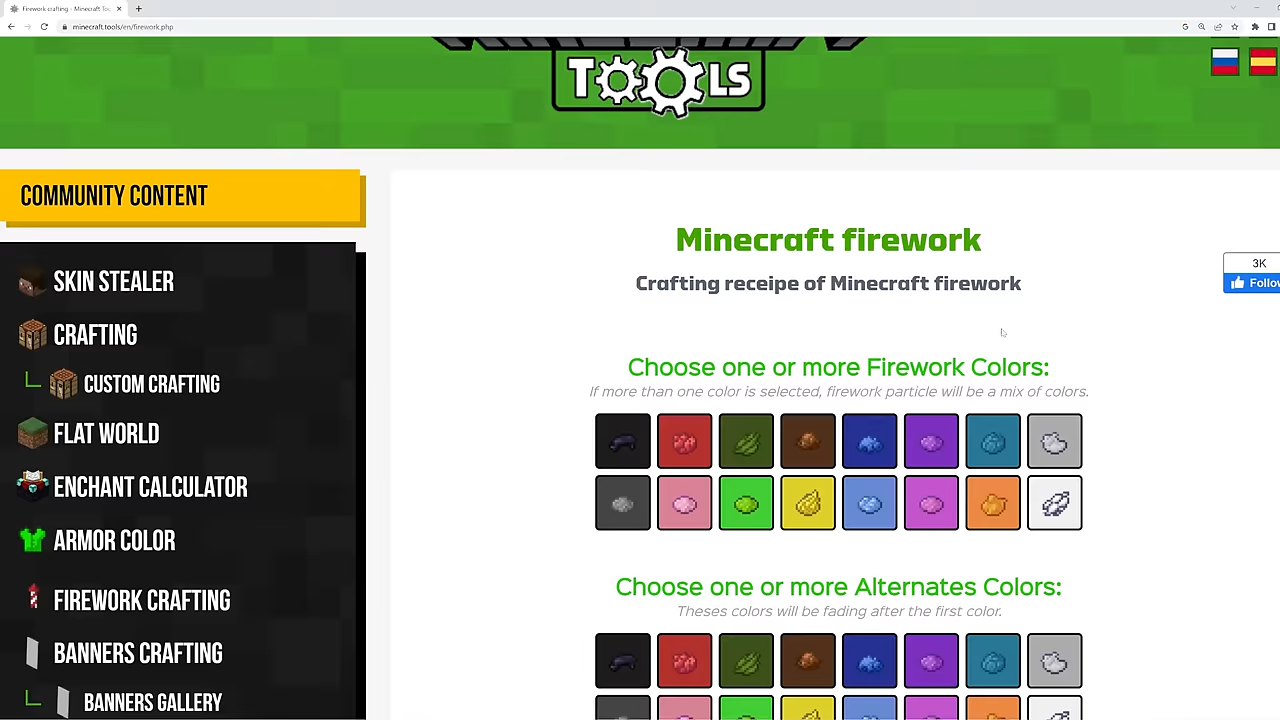 Firework crafting - Minecraft too
minecraft.tools/en/firework.php
TOOLS
COMMUNITY CONTENT
SKIN STEALER
CRAFTING
CUSTOM CRAFTING
FLAT WORLD
ENCHANT CALCULATOR
ARMOR COLOR
FIREWORK CRAFTING
BANNERS CRAFTING
BANNERS GALLERY
Minecraft firework
Crafting receipe of Minecraft firework
3K
Follow
Choose one or more Firework Colors:
If more than one color is selected, firework particle will be a mix of colors.
Choose one or more Alternates Colors:
Theses colors will be fading after the first color.